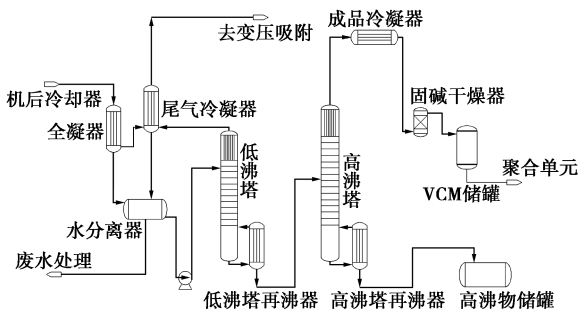 成品冷凝器
去变压吸附
机后冷却器
尾气冷凝器
固碱干燥器
全凝器
低沸塔
高沸塔
聚合单元
VCM储罐
水分离器
废水处理
低沸塔再沸器
高沸塔再沸器
高沸物储罐